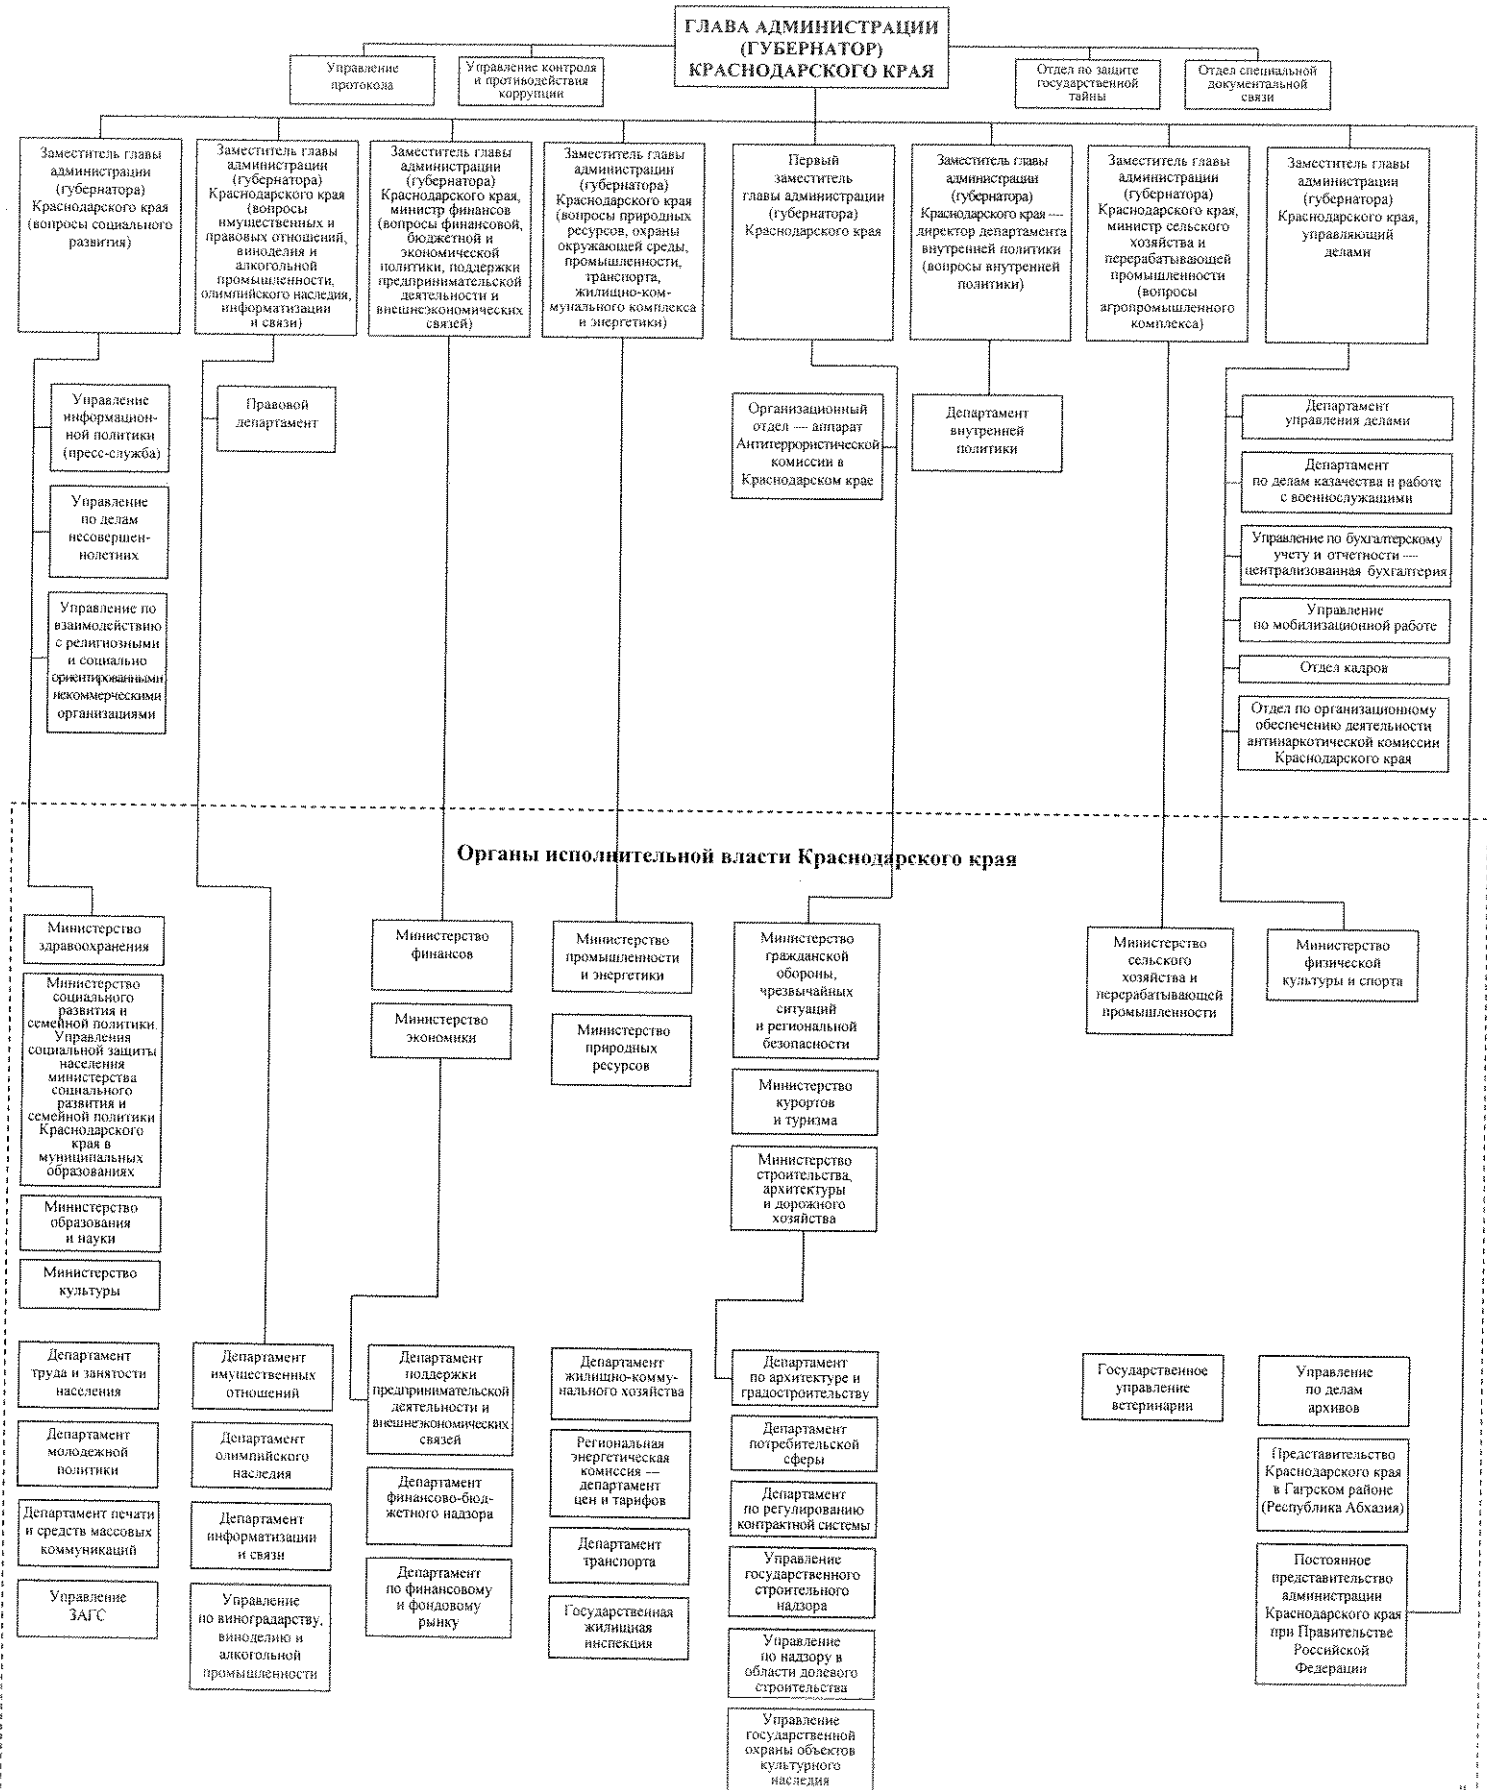 ГЛАВА АДМИНИСТРАЦИИ
(ГУБЕРНАТОР)
КРАСНОДАРСКОГО КРАЯ
Управление
протокола
Управление контроля
и противодействия
коррупции
Отдел по защите
государственной
тайны
Отдел специальной
документальной
связи
Заместитель главы
администрации
(губернатора)
Краснодарского края
(вопросы социального
развития)
Заместитель главы
администрации
(губернатора)
Краснодарского края
(вопросы
имущественных и
правовых отношений,
виноделия и
алкогольной
промышленности,
олимпийского наследия,
информатизации
и связи)
Заместитель главы
администрации
(губернатора)
Краснодарского края,
министр финансов
(вопросы финансовой,
бюджетной и
экономической
политики, поддержки
предпринимательской
деятельности и
внешнеэкономических
связей)
Заместитель главы
администрации
(губернатора)
Краснодарского края
(вопросы природных
ресурсов, охраны
окружающей среды,
промышленности,
транспорта,
жилищно-ком-
мунального комплекса
и энергетики)
Первый
заместитель
главы администрации
(губернатора)
Краснодарского края
Заместитель главы
администрации
(губернатора)
Краснодарского края —
директор департамента
внутренней политики
(вопросы внутренней
политики)
Заместитель главы
администрации
(губернатора)
Краснодарского края,
министр сельского
хозяйства и
перерабатывающей
промышленности
(вопросы
агропромышленного
комплекса)
Заместитель главы
администрации
(губернатора)
Краснодарского края,
управляющий
делами
Управление
информацион-
ной политики
(пресс-служба)
Управление
по делам
несовершен-
нолетних
Управление по
взаимодействию
с религиозными
и социально
ориентированными
некоммерческими
организациями
Правовой
департамент
Организационный
отдел — аппарат
Антитеррористической
комиссии в
Краснодарском крае
Департамент
внутренней
политики
Департамент
управления делами
Департамент
по делам казачества и работе
с военнослужащими
Управление по бухгалтерскому
учету и отчетности —
централизованная бухгалтерия
Управление
по мобилизационной работе
Отдел кадров
Отдел по организационному
обеспечению деятельности
антинаркотической комиссии
Краснодарского края
Органы исполнительной власти Краснодарского края
Министерство
здравоохранения
Министерство
социального
развития и
семейной политики.
Управления
социальной защиты
населения
министерства
социального
развития и
семейной политики
Краснодарского
края в
муниципальных
образованиях
Министерство
образования
и науки
Министерство
культуры
Министерство
финансов
Министерство
экономики
Министерство
промышленности
и энергетики
Министерство
природных
ресурсов
Министерство
гражданской
обороны,
чрезвычайных
ситуаций
и региональной
безопасности
Министерство
курортов
и туризма
Министерство
строительства,
архитектуры
и дорожного
хозяйства
Министерство
сельского
хозяйства и
перерабатывающей
промышленности
Министерство
физической
культуры и спорта
Департамент
труда и занятости
населения
Департамент
молодежной
политики
Департамент печати
и средств массовых
коммуникаций
Управление
ЗАГС
Департамент
имущественных
отношений
Департамент
олимпийского
наследия
Департамент
информатизации
и связи
Управление
по виноградарству,
виноделию и
алкогольной
промышленности
Департамент
поддержки
предпринимательской
деятельности и
внешнеэкономических
связей
Департамент
финансово-бюд-
жетного надзора
Департамент
по финансовому
и фондовому
рынку
Департамент
жилищно-комму-
нального хозяйства
Региональная
энергетическая
комиссия —
департамент
цен и тарифов
Департамент
транспорта
Государственная
жилищная
инспекция
Департамент
по архитектуре и
градостроительству
Департамент
потребительской
сферы
Департамент
по регулированию
контрактной системы
Управление
государственного
строительного
надзора
Управление
по надзору в
области долевого
строительства
Управление
государственной
охраны объектов
культурного
наследия
Государственное
управление
ветеринарии
Управление
по делам
архивов
Представительство
Краснодарского края
в Гагрском районе
(Республика Абхазия)
Постоянное
представительство
администрации
Краснодарского края
при Правительстве
Российской
Федерации